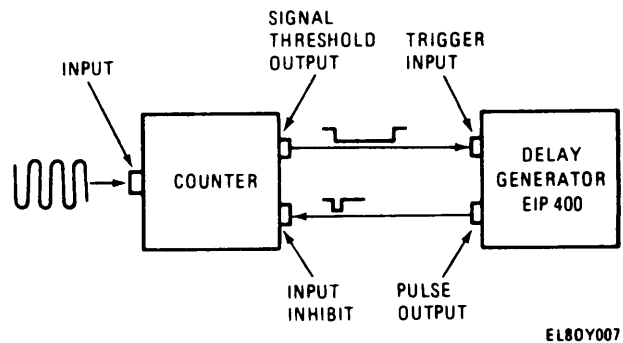 SIGNAL
THRESHOLD
OUTPUT
TRIGGER
INPUT
INPUT
COUNTER
DELAY
GENERATOR
EIP 400
INPUT
INHIBIT
PULSE
OUTPUT
EL80Y007